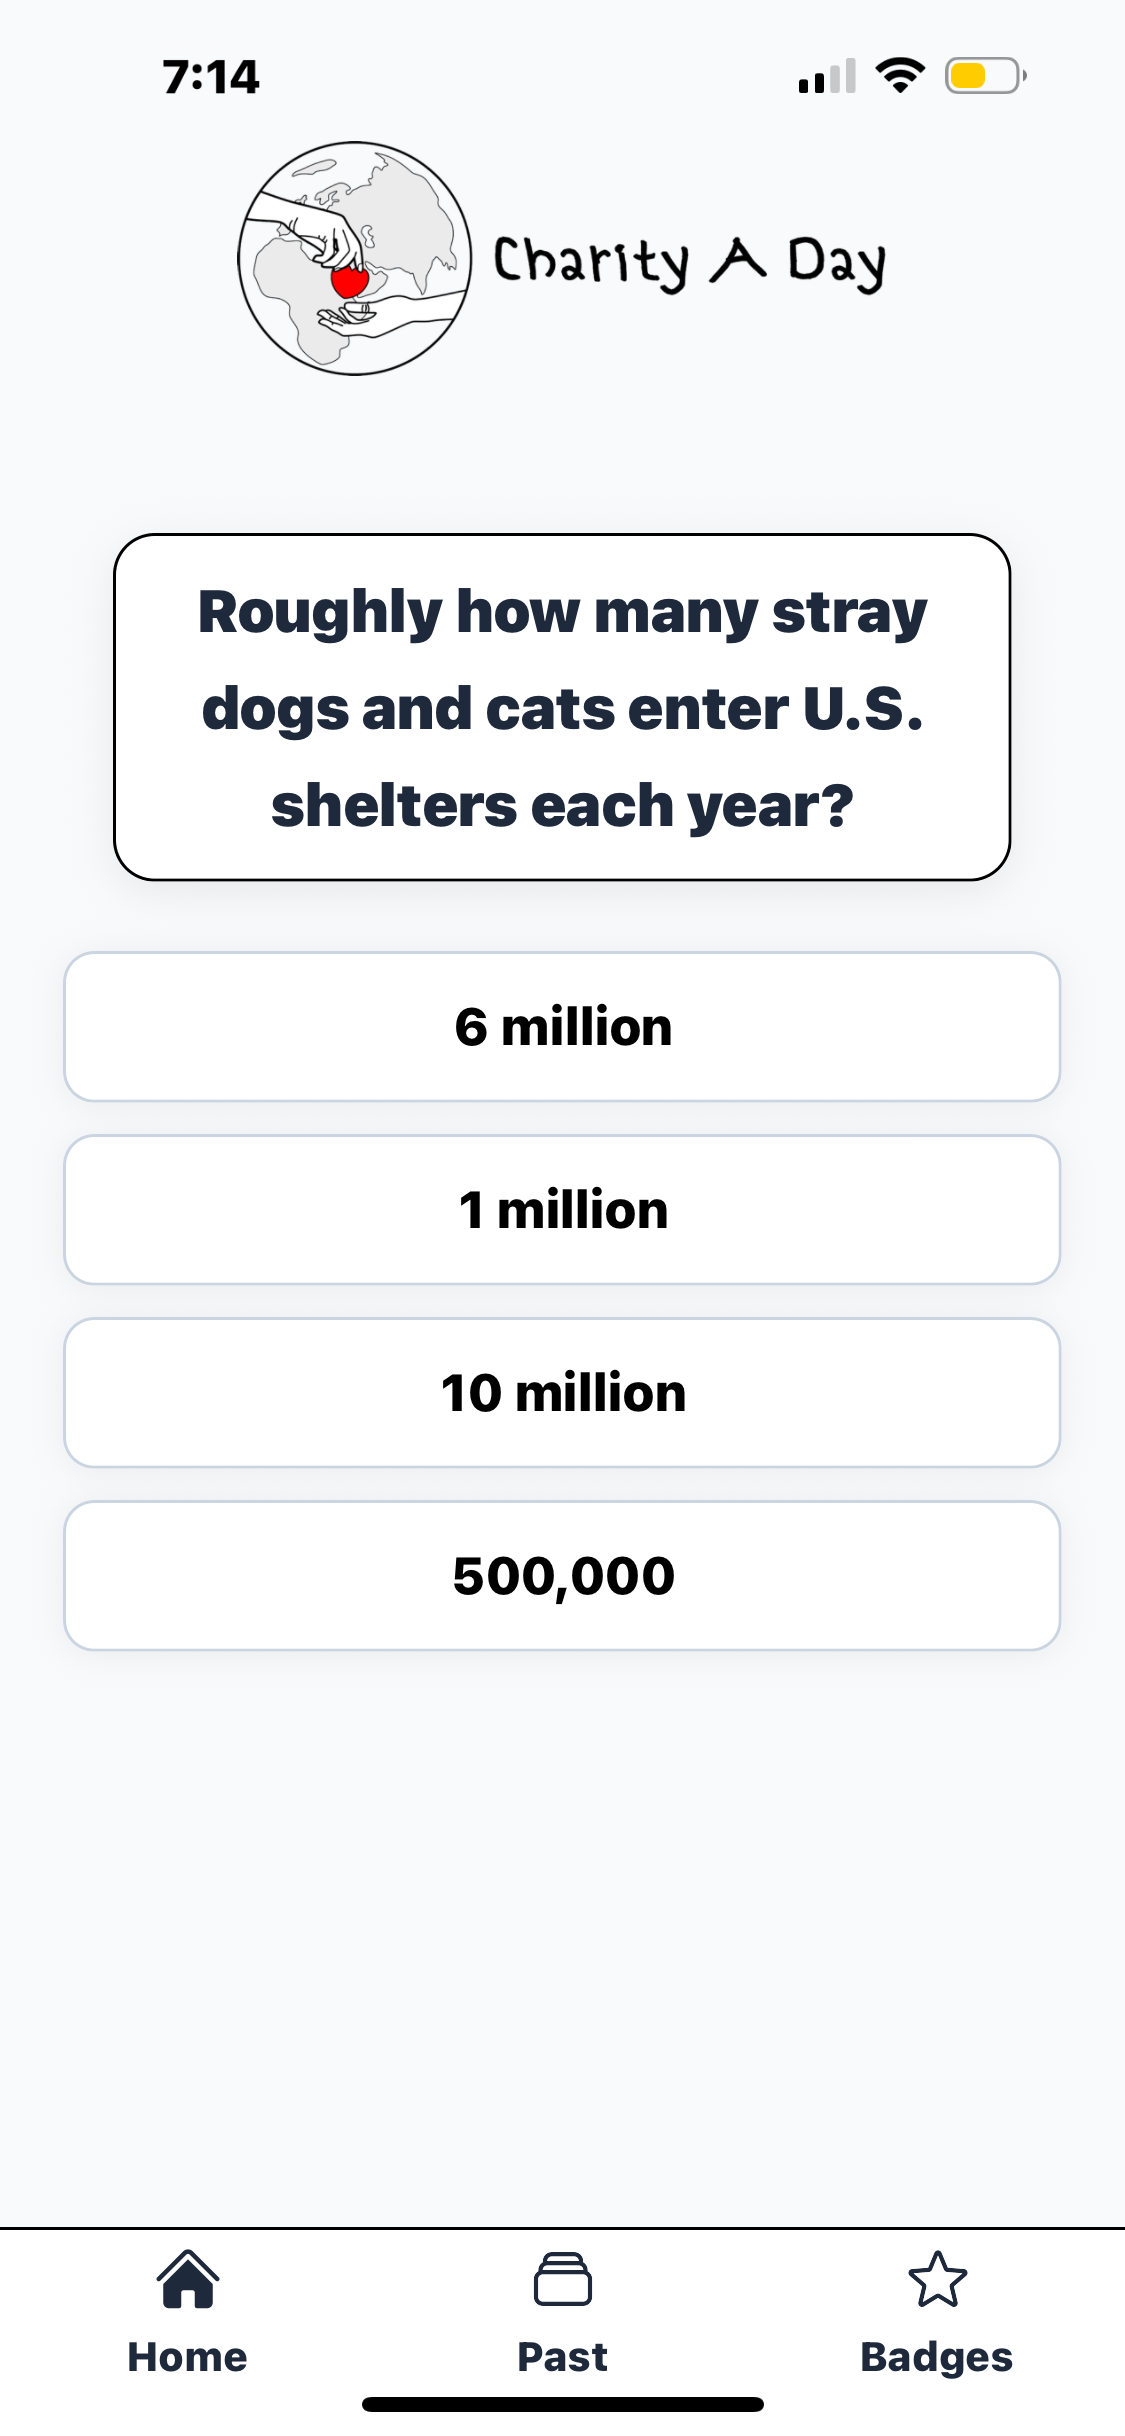 7:14
Charity A Day
Roughly how many stray
dogs and cats enter U.S.
shelters each year?
6 million
1 million
10 million
500,000
Home
Past
Badges